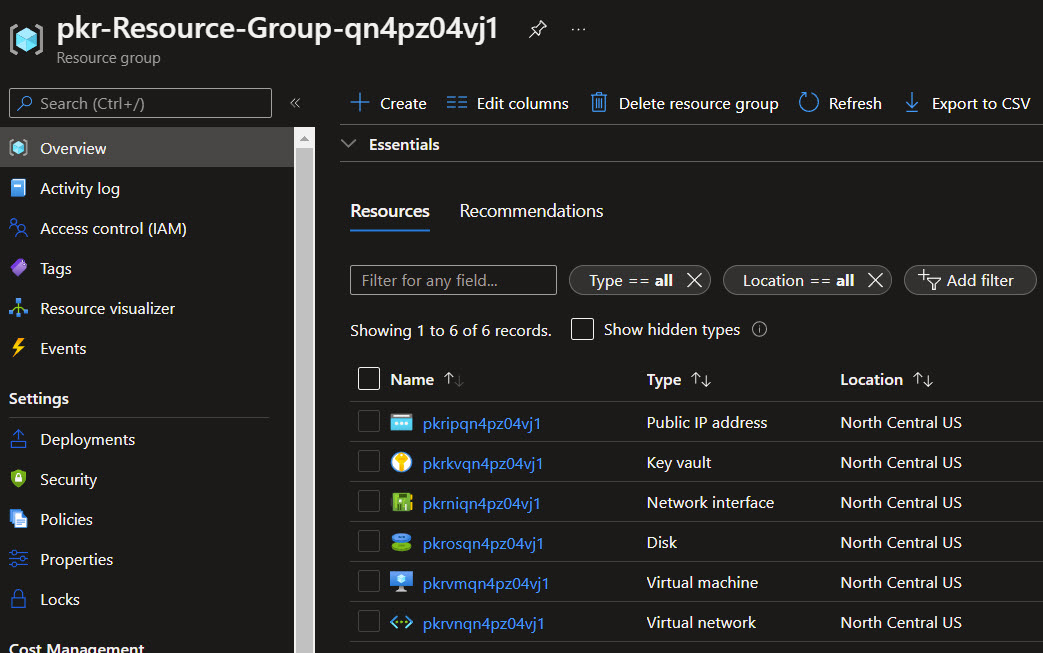 pkr-Resource-Group-qn4pz04vj1
Resource group
Search (Ctrl+/)
Create
Edit columns
Delete resource group
Refresh
Export to CSV
Overview
Activity log
Access control (IAM)
Tags
Resource visualizer
Events
Settings
Deployments
Security
Policies
Properties
Locks
Cost Management
Essentials
Resources Recommendations
Filter for any field... Type == all Location == all Add filter
Showing 1 to 6 of 6 records. Show hidden types
Name Type Location
pkripqn4pz04vj1 Public IP address North Central US
pkrkvqn4pz04vj1 Key vault North Central US
pkrniqn4pz04vj1 Network interface North Central US
pkrosqn4pz04vj1 Disk North Central US
pkrvmqn4pz04vj1 Virtual machine North Central US
pkrvnqn4pz04vj1 Virtual network North Central US